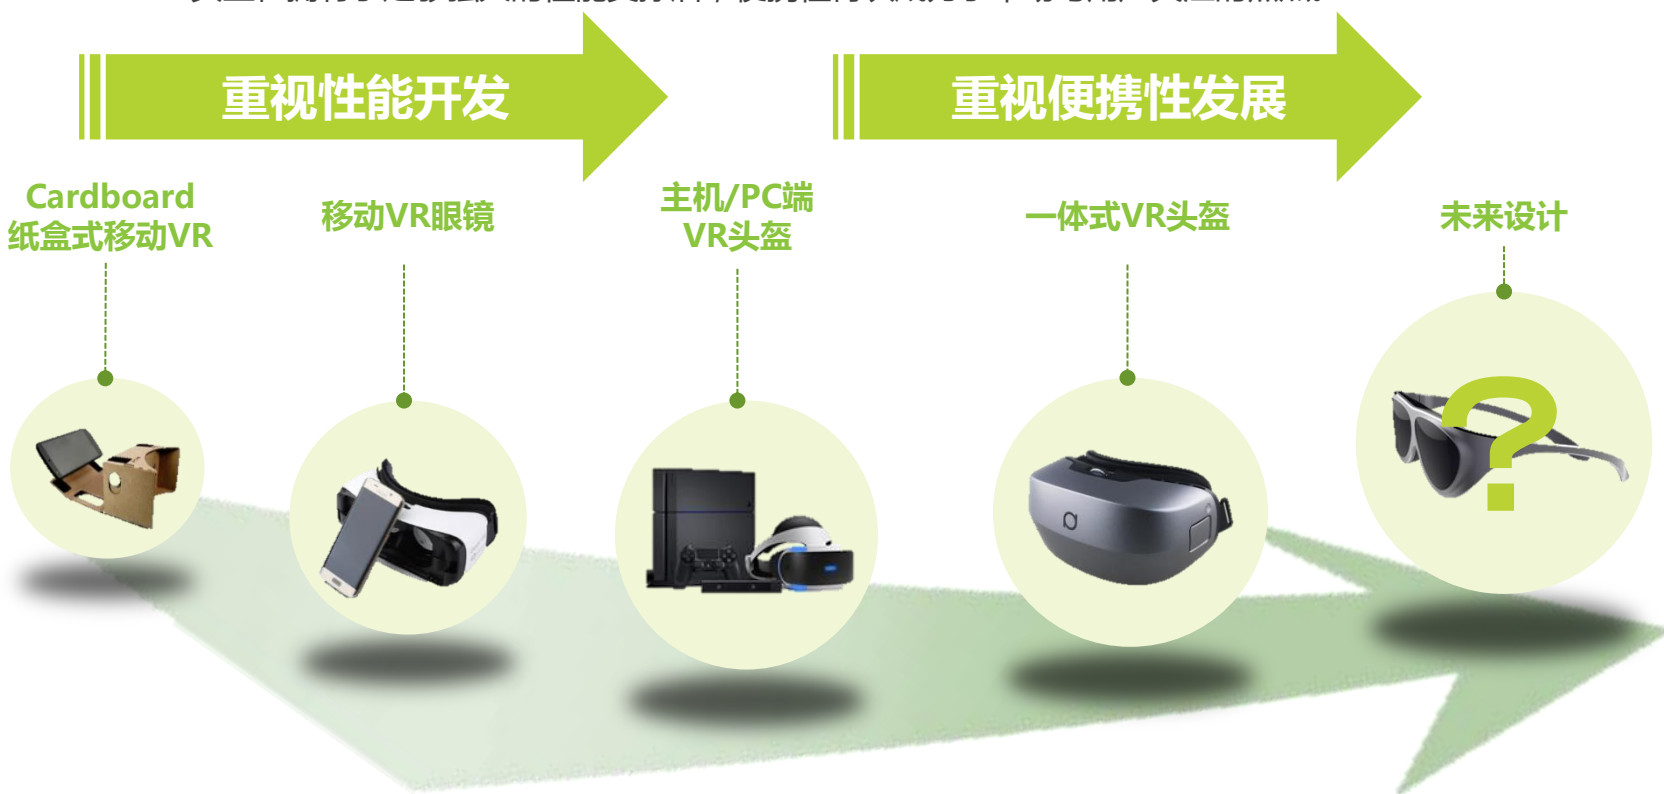 重视性能开发
重视便携性发展
Cardboard
纸盒式移动VR
移动VR眼镜
主机/PC端
VR头盔
一体式VR头盔
未来设计
?